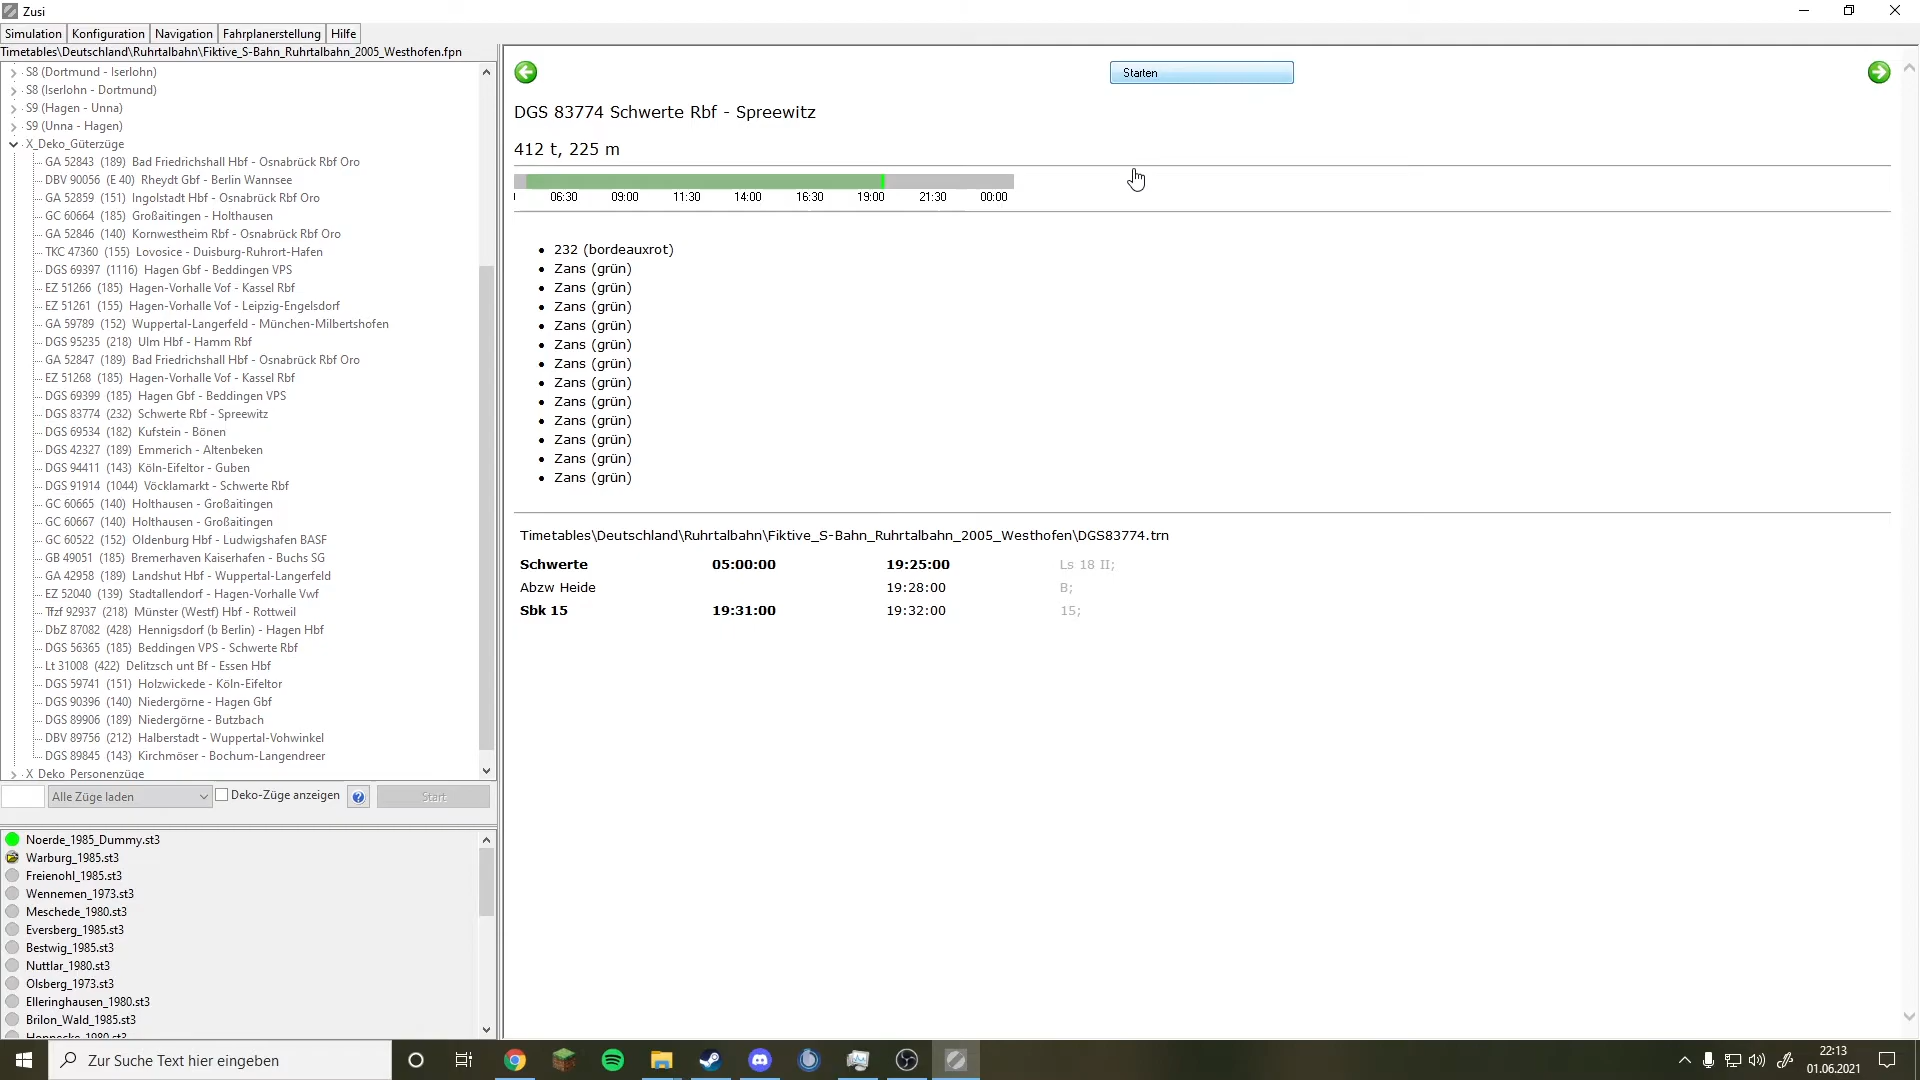 Zusi
Simulation Konfiguration Navigation Fahrplanerstellung Hilfe
Timetables\Deutschland\Ruhrtalbahn\Fiktive_S-Bahn_Ruhrtalbahn_2005_Westhofen.fpn
S8 (Dortmund - Iserlohn)
S8 (Iserlohn - Dortmund)
S9 (Hagen - Unna)
S9 (Unna - Hagen)
X_Deko_Güterzüge
GA 52843 (189) Bad Friedrichshall Hbf - Osnabrück Rbf Oro
DBV 90056 (E 40) Rheydt Gbf - Berlin Wannsee
GA 52859 (151) Ingolstadt Hbf - Osnabrück Rbf Oro
GC 60664 (185) Großaitingen - Holthausen
GA 52846 (140) Kornwestheim Rbf - Osnabrück Rbf Oro
TKC 47360 (155) Lovosice - Duisburg-Ruhrort-Hafen
DGS 69397 (1116) Hagen Gbf - Beddingen VPS
EZ 51266 (185) Hagen-Vorhalle Vof - Kassel Rbf
EZ 51261 (155) Hagen-Vorhalle Vof - Leipzig-Engelsdorf
GA 59789 (152) Wuppertal-Langerfeld - München-Milbertshofen
DGS 95235 (218) Ulm Hbf - Hamm Rbf
GA 52847 (189) Bad Friedrichshall Hbf - Osnabrück Rbf Oro
EZ 51268 (185) Hagen-Vorhalle Vof - Kassel Rbf
DGS 69399 (185) Hagen Gbf - Beddingen VPS
DGS 83774 (232) Schwerte Rbf - Spreewitz
DGS 69534 (182) Kufstein - Bönen
DGS 42327 (189) Emmerich - Altenbeken
DGS 94411 (143) Köln-Eifeltor - Guben
DGS 91914 (1044) Vöcklamarkt - Schwerte Rbf
GC 60665 (140) Holthausen - Großaitingen
GC 60667 (140) Holthausen - Großaitingen
GC 60522 (152) Oldenburg Hbf - Ludwigshafen BASF
GB 49051 (185) Bremerhaven Kaiserhafen - Buchs SG
GA 42958 (189) Landshut Hbf - Wuppertal-Langerfeld
EZ 52040 (139) Stadtallendorf - Hagen-Vorhalle Vwf
Tfzf 92937 (218) Münster (Westf) Hbf - Rottweil
DbZ 87082 (428) Hennigsdorf (b Berlin) - Hagen Hbf
DGS 56365 (185) Beddingen VPS - Schwerte Rbf
Lt 31008 (422) Delitzsch unt Bf - Essen Hbf
DGS 59741 (151) Holzwickede - Köln-Eifeltor
DGS 90396 (140) Niedergörne - Hagen Gbf
DGS 89906 (189) Niedergörne - Butzbach
DBV 89756 (212) Halberstadt - Wuppertal-Vohwinkel
DGS 89845 (143) Kirchmöser - Bochum-Langendreer
X_Deko_Personenzüge
Alle Züge laden Deko-Züge anzeigen ? Start
Noerde_1985_Dummy.st3
Warburg_1985.st3
Freienohl_1985.st3
Wennemen_1973.st3
Meschede_1980.st3
Eversberg_1985.st3
Bestwig_1985.st3
Nuttlar_1980.st3
Olsberg_1973.st3
Elleringhausen_1980.st3
Brilon_Wald_1985.st3
Starten
DGS 83774 Schwerte Rbf - Spreewitz
412 t, 225 m
06:30 09:00 11:30 14:00 16:30 19:00 21:30 00:00
232 (bordeauxrot)
Zans (grün)
Zans (grün)
Zans (grün)
Zans (grün)
Zans (grün)
Zans (grün)
Zans (grün)
Zans (grün)
Zans (grün)
Zans (grün)
Zans (grün)
Zans (grün)
Timetables\Deutschland\Ruhrtalbahn\Fiktive_S-Bahn_Ruhrtalbahn_2005_Westhofen\DGS83774.trn
Schwerte 05:00:00 19:25:00 Ls 18 II;
Abzw Heide 19:28:00 B;
Sbk 15 19:31:00 19:32:00 15;
Zur Suche Text hier eingeben
22:13
01.06.2021